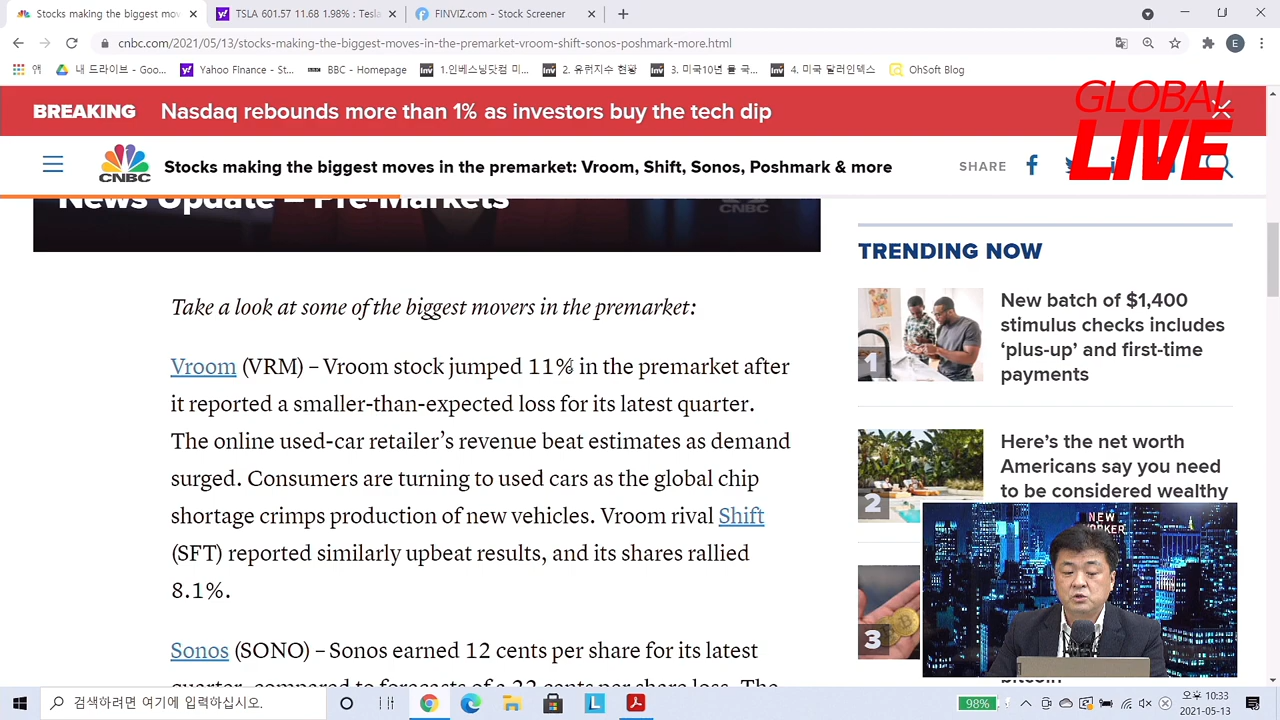 Stocks making the biggest mov
TSLA 601.57 11.68 1.98% : Tesla
FINVIZ.com - Stock Screener
cnbc.com/2021/05/13/stocks-making-the-biggest-moves-in-the-premarket-vroom-shift-sonos-poshmark-more.html
E
앱
내 드라이브 - Goo...
Yahoo Finance - St...
BBC - Homepage
1.인베스팅닷컴 미...
2. 유럽지수 현황
3. 미국10년 물 국...
4. 미국 달러인덱스
OhSoft Blog
BREAKING Nasdaq rebounds more than 1% as investors buy the tech dip
GLOBAL
LIVE
CNBC
Stocks making the biggest moves in the premarket: Vroom, Shift, Sonos, Poshmark & more
SHARE
News Update – Pre-Markets
CNBC
Take a look at some of the biggest movers in the premarket:
Vroom (VRM) – Vroom stock jumped 11% in the premarket after
it reported a smaller-than-expected loss for its latest quarter.
The online used-car retailer’s revenue beat estimates as demand
surged. Consumers are turning to used cars as the global chip
shortage crimps production of new vehicles. Vroom rival Shift
(SFT) reported similarly upbeat results, and its shares rallied
8.1%.
Sonos (SONO) – Sonos earned 12 cents per share for its latest
TRENDING NOW
1
New batch of $1,400
stimulus checks includes
‘plus-up’ and first-time
payments
2
Here’s the net worth
Americans say you need
to be considered wealthy
3
bitcoin
NEW
검색하려면 여기에 입력하십시오.
98%
오후 10:33
2021-05-13